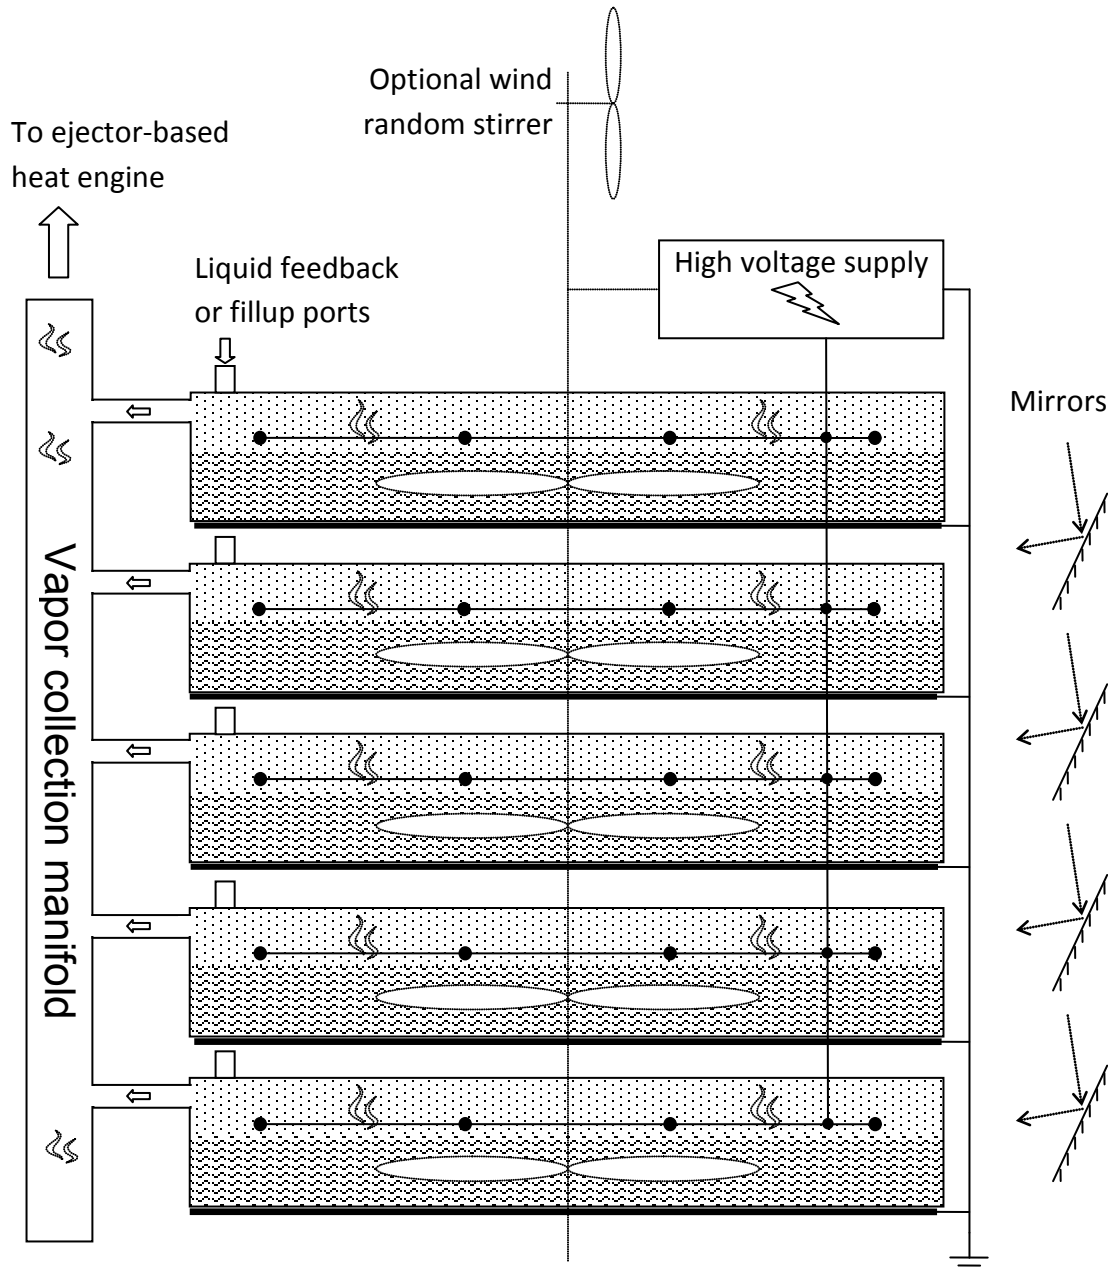 Optional wind
random stirrer
To ejector-based
heat engine
High voltage supply
Liquid feedback
or fillup ports
Mirrors
Vapor collection manifold